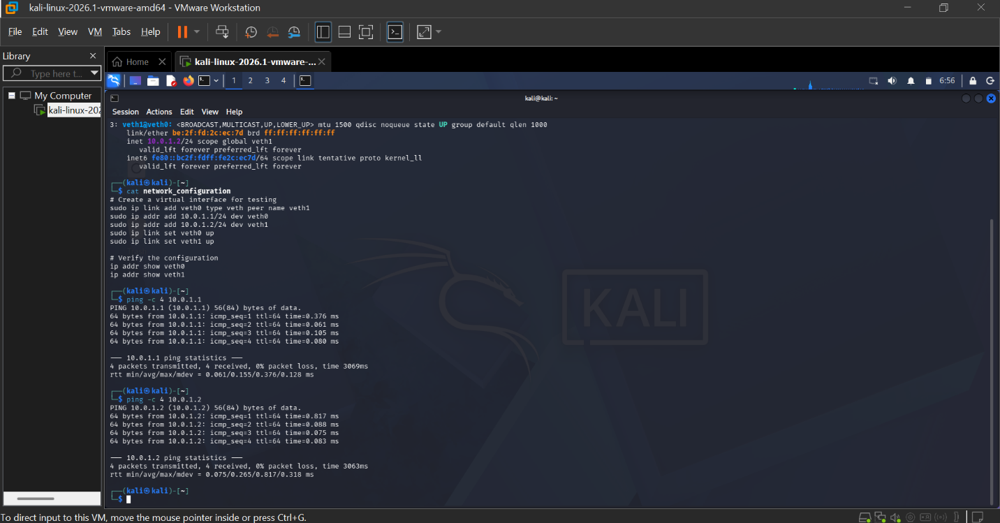 kali-linux-2026.1-vmware-amd64 - VMware Workstation
File Edit View VM Tabs Help
Library
Home
kali-linux-2026.1-vmware-...
Type here t...
1 2 3 4
6:56
My Computer
kali-linux-202
kali@kali: ~
Session Actions Edit View Help
3: veth1@veth0: <BROADCAST,MULTICAST,UP,LOWER_UP> mtu 1500 qdisc noqueue state UP group default qlen 1000
link/ether be:2f:fd:2c:ec:7d brd ff:ff:ff:ff:ff:ff
inet 10.0.1.2/24 scope global veth1
valid_lft forever preferred_lft forever
inet6 fe80::bc2f:fdff:fe2c:ec7d/64 scope link tentative proto kernel_ll
valid_lft forever preferred_lft forever
┌──(kali㉿kali)-[~]
└─$ cat network_configuration
# Create a virtual interface for testing
sudo ip link add veth0 type veth peer name veth1
sudo ip addr add 10.0.1.1/24 dev veth0
sudo ip addr add 10.0.1.2/24 dev veth1
sudo ip link set veth0 up
sudo ip link set veth1 up
# Verify the configuration
ip addr show veth0
ip addr show veth1
┌──(kali㉿kali)-[~]
└─$ ping -c 4 10.0.1.1
PING 10.0.1.1 (10.0.1.1) 56(84) bytes of data.
64 bytes from 10.0.1.1: icmp_seq=1 ttl=64 time=0.376 ms
64 bytes from 10.0.1.1: icmp_seq=2 ttl=64 time=0.061 ms
64 bytes from 10.0.1.1: icmp_seq=3 ttl=64 time=0.105 ms
64 bytes from 10.0.1.1: icmp_seq=4 ttl=64 time=0.080 ms
--- 10.0.1.1 ping statistics ---
4 packets transmitted, 4 received, 0% packet loss, time 3069ms
rtt min/avg/max/mdev = 0.061/0.155/0.376/0.128 ms
┌──(kali㉿kali)-[~]
└─$ ping -c 4 10.0.1.2
PING 10.0.1.2 (10.0.1.2) 56(84) bytes of data.
64 bytes from 10.0.1.2: icmp_seq=1 ttl=64 time=0.817 ms
64 bytes from 10.0.1.2: icmp_seq=2 ttl=64 time=0.088 ms
64 bytes from 10.0.1.2: icmp_seq=3 ttl=64 time=0.075 ms
64 bytes from 10.0.1.2: icmp_seq=4 ttl=64 time=0.083 ms
--- 10.0.1.2 ping statistics ---
4 packets transmitted, 4 received, 0% packet loss, time 3063ms
rtt min/avg/max/mdev = 0.075/0.265/0.817/0.318 ms
┌──(kali㉿kali)-[~]
└─$
KALI
To direct input to this VM, move the mouse pointer inside or press Ctrl+G.